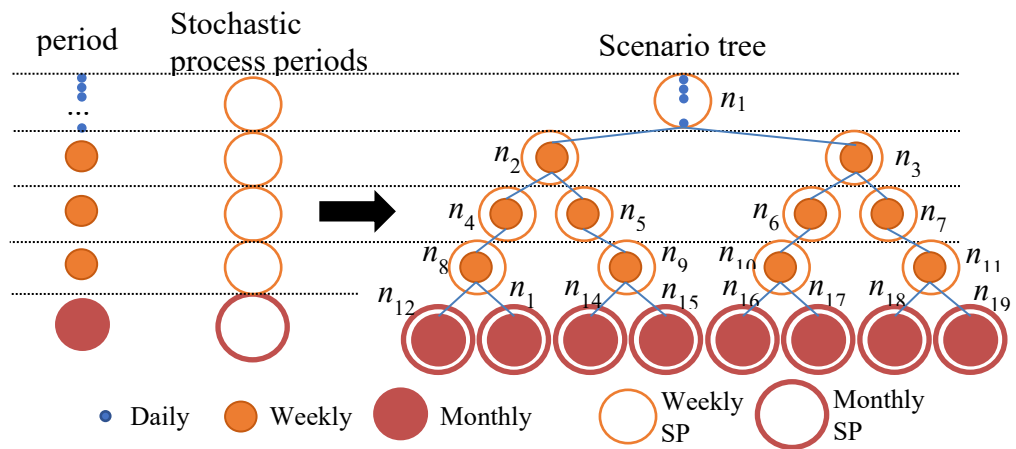 period
Stochastic
process periods
Scenario tree
...
n1
n2
n3
n4
n5
n6
n7
n8
n9
n10
n11
n12
n1
n14
n15
n16
n17
n18
n19
Daily
Weekly
Monthly
Weekly
SP
Monthly
SP